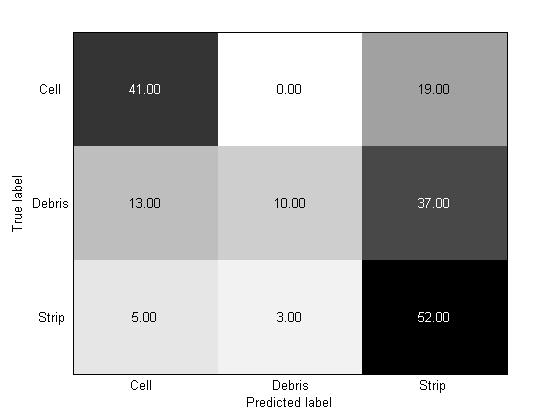 True label
Cell
41.00
0.00
19.00
Debris
13.00
10.00
37.00
Strip
5.00
3.00
52.00
Cell
Debris
Strip
Predicted label